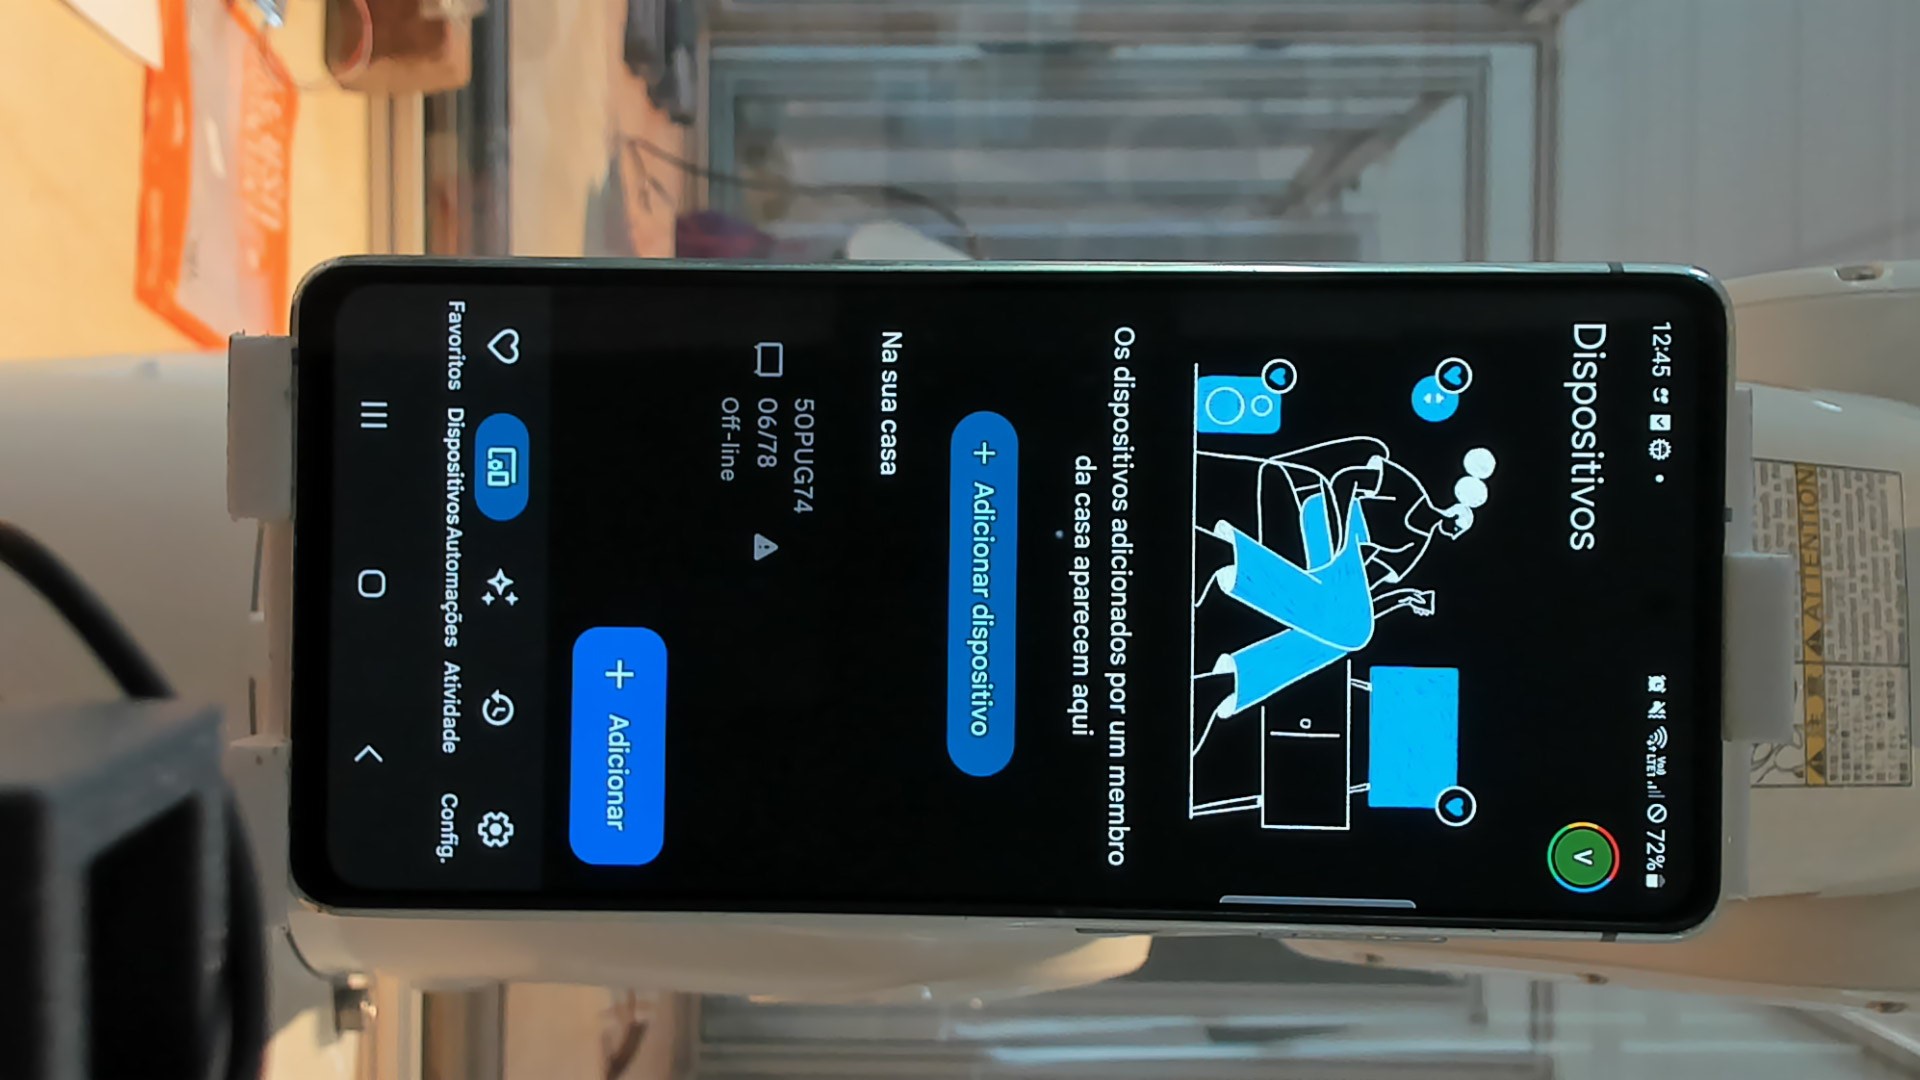 12:45
72%
Dispositivos
V
Os dispositivos adicionados por um membro
da casa aparecem aqui
+ Adicionar dispositivo
Na sua casa
50PUG74
06/78
Off-line
+ Adicionar
Favoritos
Dispositivos
Automações
Atividade
Config.
ATTENTION